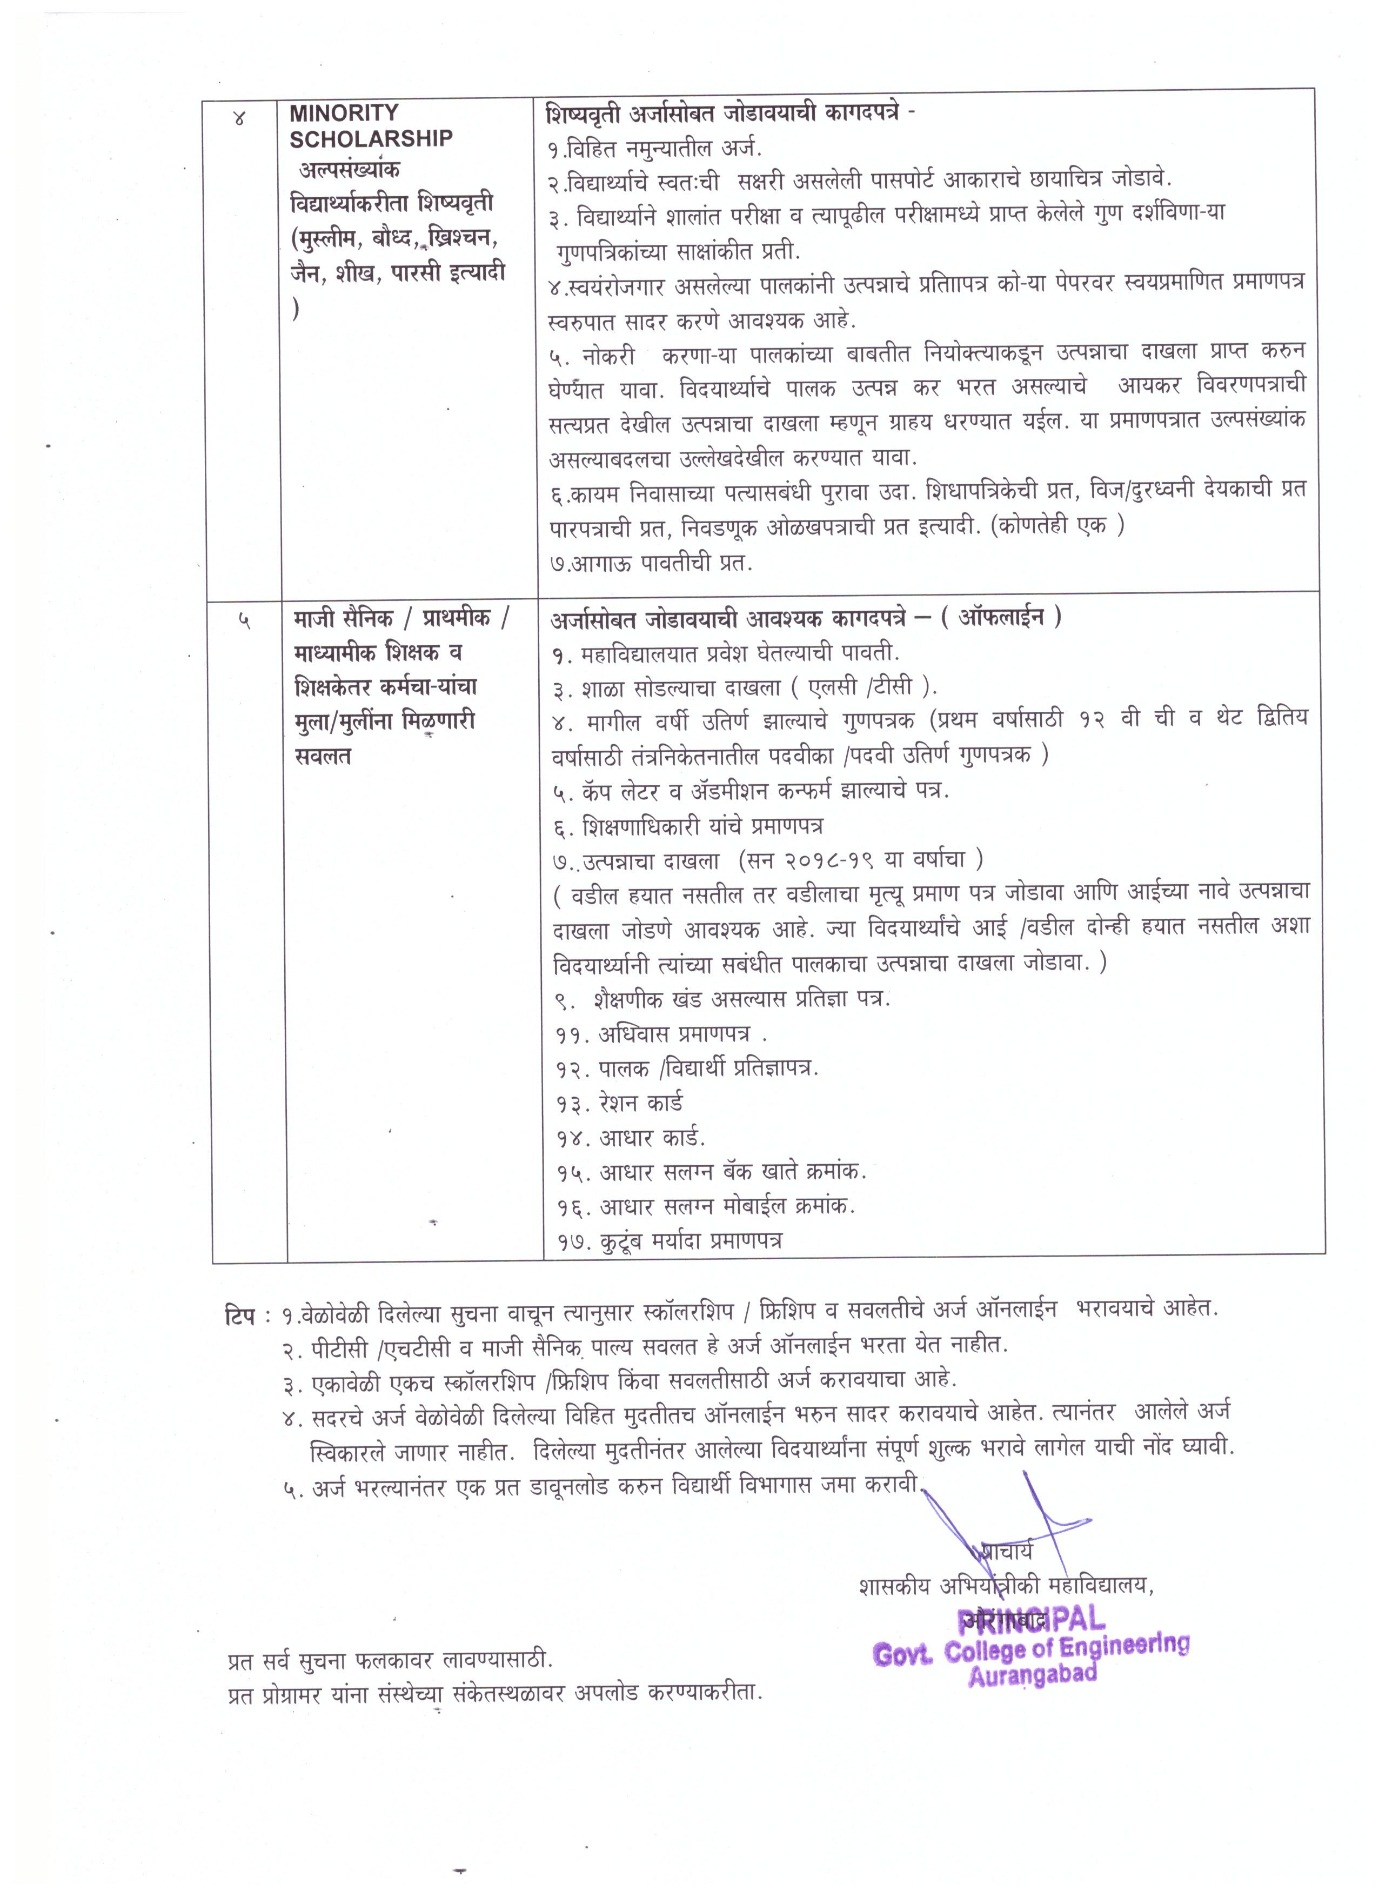 ४
MINORITY
SCHOLARSHIP
अल्पसंख्यांक
विद्यार्थ्याकरीता शिष्यवृती
(मुस्लीम, बौध्द, ख्रिश्चन,
जैन, शीख, पारसी इत्यादी
)
शिष्यवृती अर्जासोबत जोडावयाची कागदपत्रे -
१.विहित नमुन्यातील अर्ज.
२.विद्यार्थ्याचे स्वतःची सक्षरी असलेली पासपोर्ट आकाराचे छायाचित्र जोडावे.
३. विद्यार्थ्याने शालांत परीक्षा व त्यापूढील परीक्षामध्ये प्राप्त केलेले गुण दर्शविणा-या
गुणपत्रिकांच्या साक्षांकीत प्रती.
४.स्वयंरोजगार असलेल्या पालकांनी उत्पन्नाचे प्रतिाापत्र को-या पेपरवर स्वयप्रमाणित प्रमाणपत्र
स्वरुपात सादर करणे आवश्यक आहे.
५. नोकरी करणा-या पालकांच्या बाबतीत नियोक्त्याकडून उत्पन्नाचा दाखला प्राप्त करुन
घेण्यात यावा. विदयार्थ्याचे पालक उत्पन्न कर भरत असल्याचे आयकर विवरणपत्राची
सत्यप्रत देखील उत्पन्नाचा दाखला म्हणून ग्राहय धरण्यात यईल. या प्रमाणपत्रात उल्पसंख्यांक
असल्याबदलचा उल्लेखदेखील करण्यात यावा.
६.कायम निवासाच्या पत्यासबंधी पुरावा उदा. शिधापत्रिकेची प्रत, विज/दुरध्वनी देयकाची प्रत
पारपत्राची प्रत, निवडणूक ओळखपत्राची प्रत इत्यादी. (कोणतेही एक )
७.आगाऊ पावतीची प्रत.
५
माजी सैनिक / प्राथमीक /
माध्यामीक शिक्षक व
शिक्षकेतर कर्मचा-यांचा
मुला/मुलींना मिळणारी
सवलत
अर्जासोबत जोडावयाची आवश्यक कागदपत्रे – ( ऑफलाईन )
१. महाविद्यालयात प्रवेश घेतल्याची पावती.
३. शाळा सोडल्याचा दाखला ( एलसी /टीसी ).
४. मागील वर्षी उतिर्ण झाल्याचे गुणपत्रक (प्रथम वर्षासाठी १२ वी ची व थेट द्वितिय
वर्षासाठी तंत्रनिकेतनातील पदवीका /पदवी उतिर्ण गुणपत्रक )
५. कॅप लेटर व अ‍ॅडमीशन कन्फर्म झाल्याचे पत्र.
६. शिक्षणाधिकारी यांचे प्रमाणपत्र
७..उत्पन्नाचा दाखला (सन २०१८-१९ या वर्षाचा )
( वडील हयात नसतील तर वडीलाचा मृत्यू प्रमाण पत्र जोडावा आणि आईच्या नावे उत्पन्नाचा
दाखला जोडणे आवश्यक आहे. ज्या विदयार्थ्यांचे आई /वडील दोन्ही हयात नसतील अशा
विदयार्थ्यानी त्यांच्या सबंधीत पालकाचा उत्पन्नाचा दाखला जोडावा. )
९. शैक्षणीक खंड असल्यास प्रतिज्ञा पत्र.
११. अधिवास प्रमाणपत्र .
१२. पालक /विद्यार्थी प्रतिज्ञापत्र.
१३. रेशन कार्ड
१४. आधार कार्ड.
१५. आधार सलग्न बॅक खाते क्रमांक.
१६. आधार सलग्न मोबाईल क्रमांक.
१७. कुटूंब मर्यादा प्रमाणपत्र
टिप : १.वेळोवेळी दिलेल्या सुचना वाचून त्यानुसार स्कॉलरशिप / फ्रिशिप व सवलतीचे अर्ज ऑनलाईन भरावयाचे आहेत.
२. पीटीसी /एचटीसी व माजी सैनिक पाल्य सवलत हे अर्ज ऑनलाईन भरता येत नाहीत.
३. एकावेळी एकच स्कॉलरशिप /फ्रिशिप किंवा सवलतीसाठी अर्ज करावयाचा आहे.
४. सदरचे अर्ज वेळोवेळी दिलेल्या विहित मुदतीतच ऑनलाईन भरुन सादर करावयाचे आहेत. त्यानंतर आलेले अर्ज
स्विकारले जाणार नाहीत. दिलेल्या मुदतीनंतर आलेल्या विदयार्थ्यांना संपूर्ण शुल्क भरावे लागेल याची नोंद घ्यावी.
५. अर्ज भरल्यानंतर एक प्रत डावूनलोड करुन विद्यार्थी विभागास जमा करावी.
प्राचार्य
शासकीय अभियांत्रीकी महाविद्यालय,
औरंगाबाद
PRINCIPAL
Govt. College of Engineering
Aurangabad
प्रत सर्व सुचना फलकावर लावण्यासाठी.
प्रत प्रोग्रामर यांना संस्थेच्या संकेतस्थळावर अपलोड करण्याकरीता.